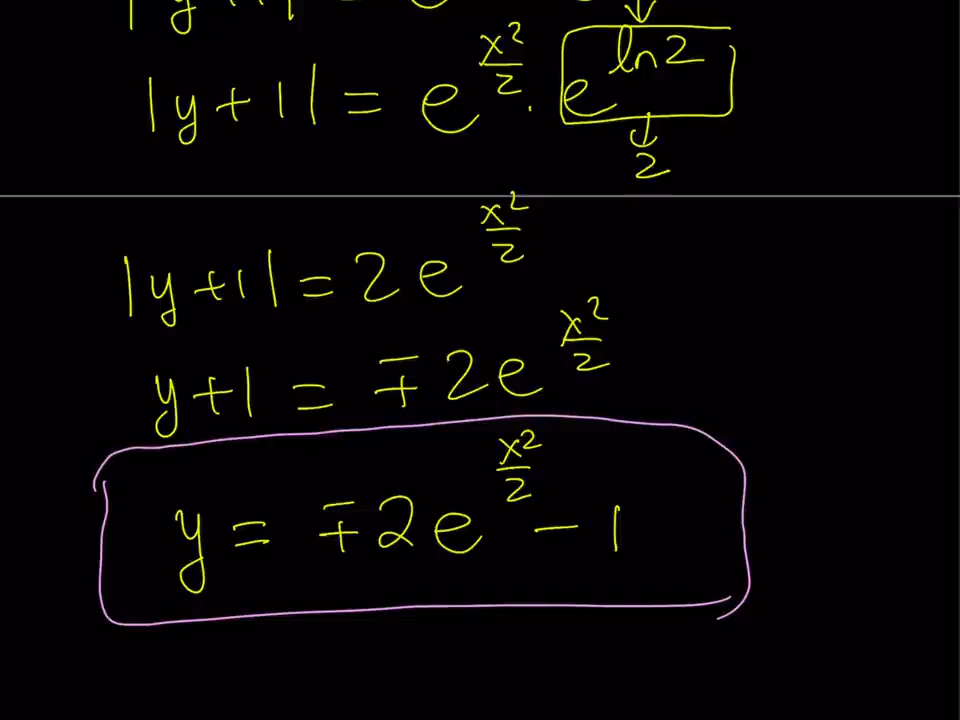 |y+1| = e^{x²/2} · e^{ln2}
↓
2
|y+1| = 2e^{x²/2}
y+1 = ∓2e^{x²/2}
y = ∓2e^{x²/2} - 1